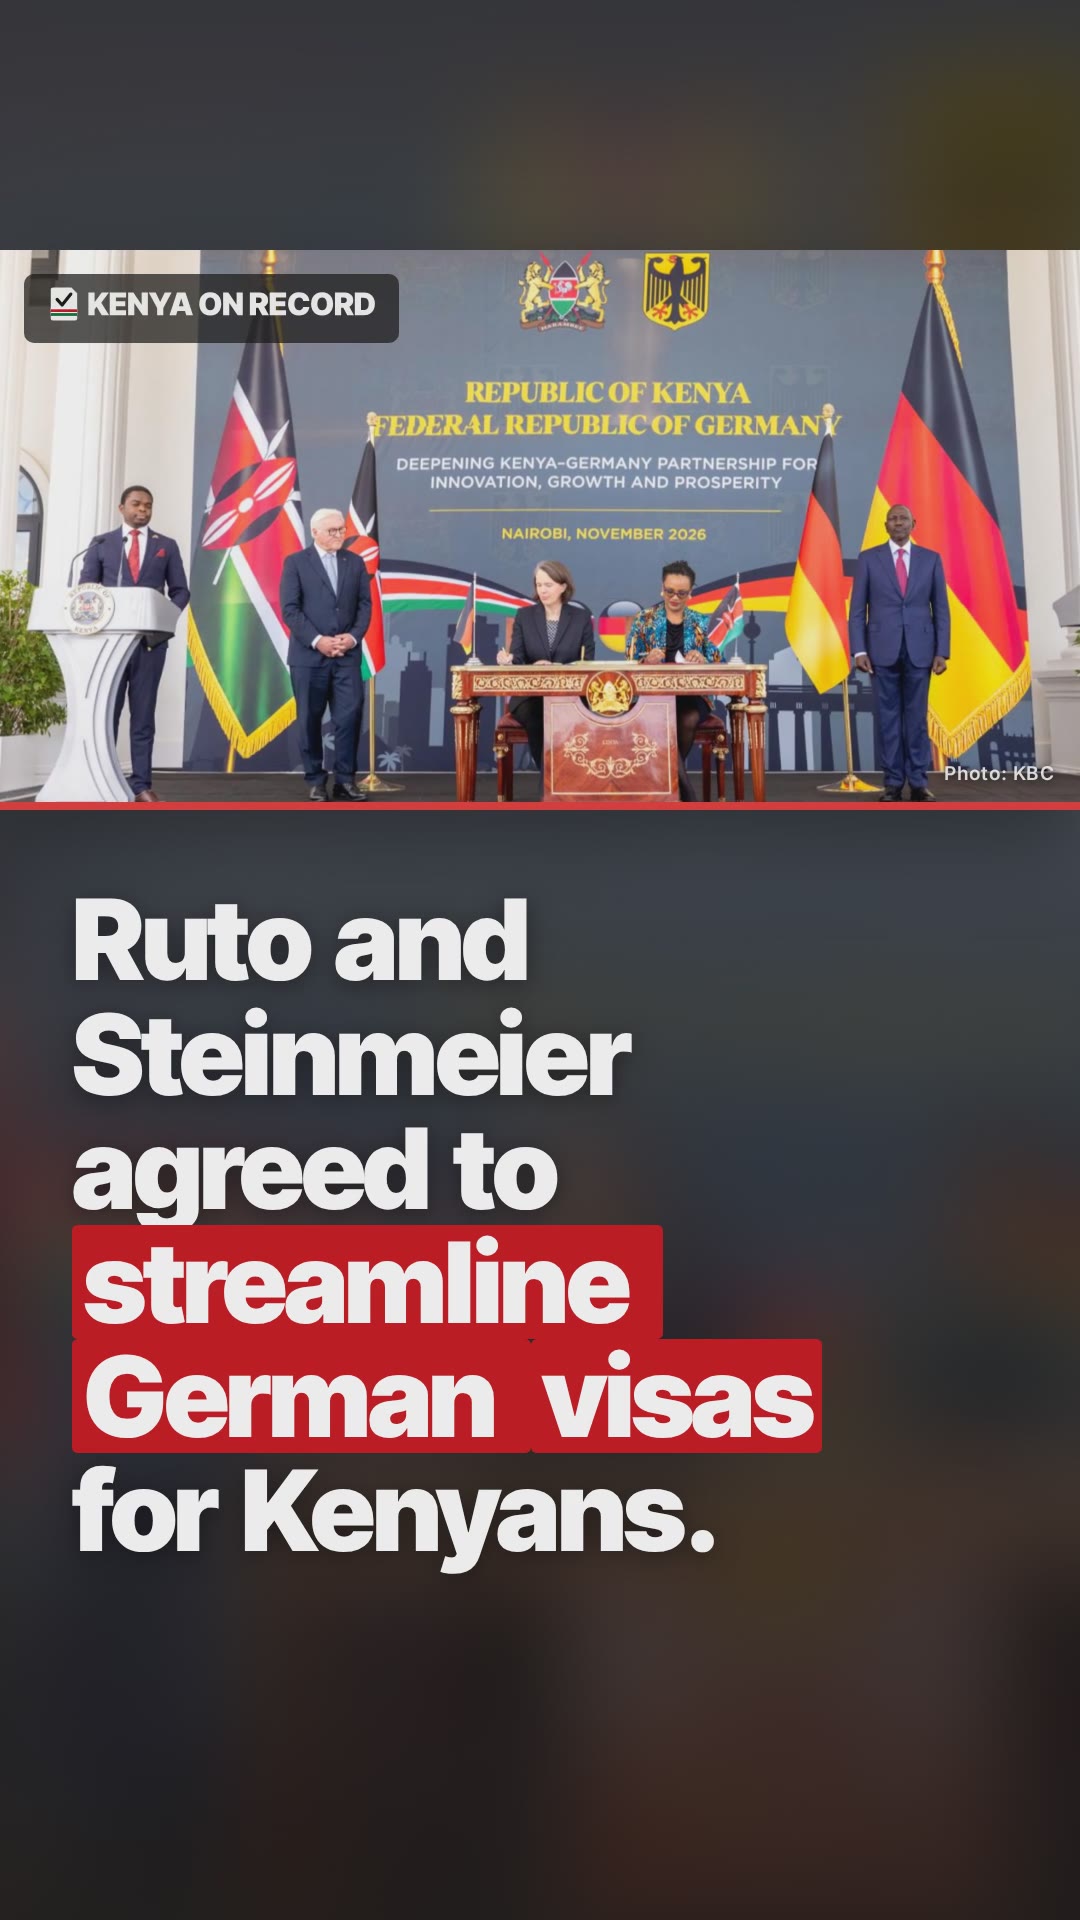 KENYA ON RECORD
HARAMBEE
REPUBLIC OF KENYA
FEDERAL REPUBLIC OF GERMANY
DEEPENING KENYA–GERMANY PARTNERSHIP FOR
INNOVATION, GROWTH AND PROSPERITY
NAIROBI, NOVEMBER 2026
Photo: KBC
Ruto and
Steinmeier
agreed to
streamline
German visas
for Kenyans.